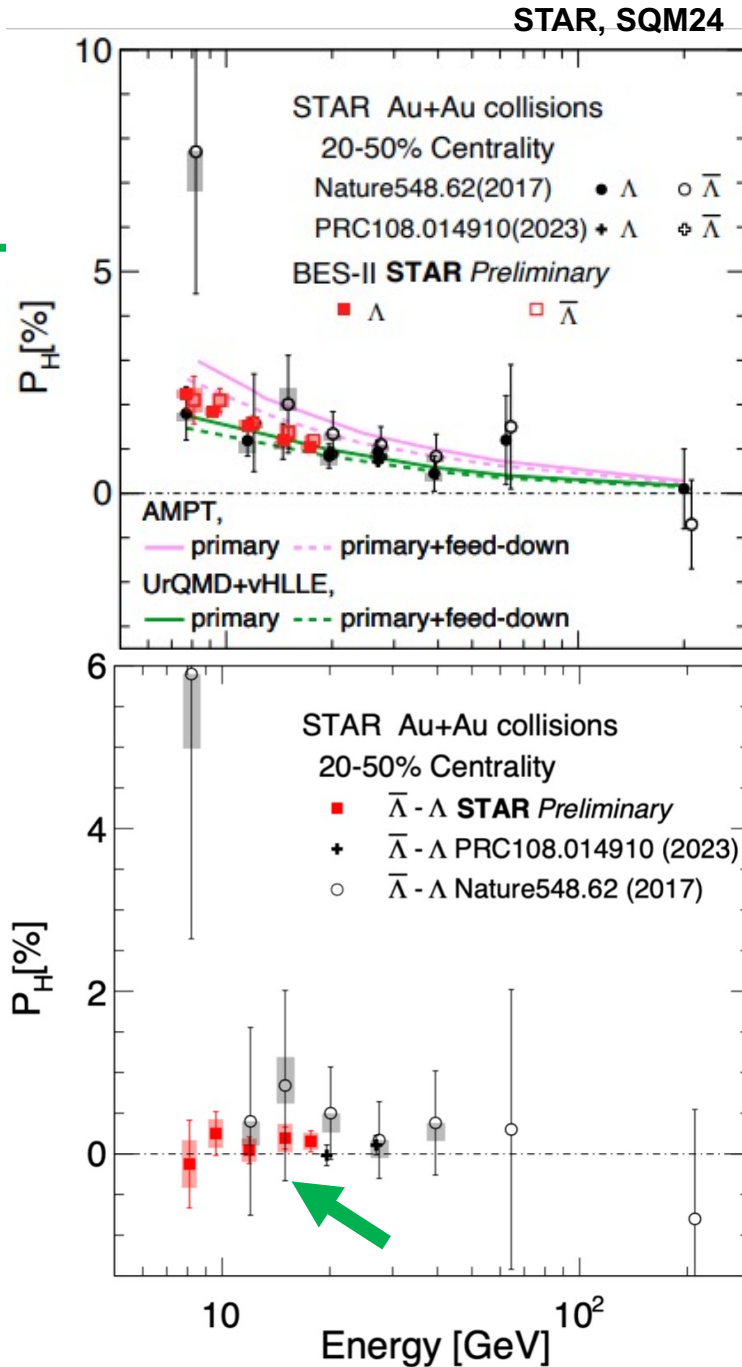 STAR, SQM24
10
STAR Au+Au collisions
20-50% Centrality
Nature548.62(2017) Λ Λ̅
PRC108.014910(2023) Λ Λ̅
BES-II STAR Preliminary
Λ Λ̅
5
P_H[%]
0
AMPT,
primary primary+feed-down
UrQMD+vHLLE,
primary primary+feed-down
10 10²
6
STAR Au+Au collisions
20-50% Centrality
Λ̅ - Λ STAR Preliminary
Λ̅ - Λ PRC108.014910 (2023)
Λ̅ - Λ Nature548.62 (2017)
4
P_H[%]
2
0
10 10²
Energy [GeV]